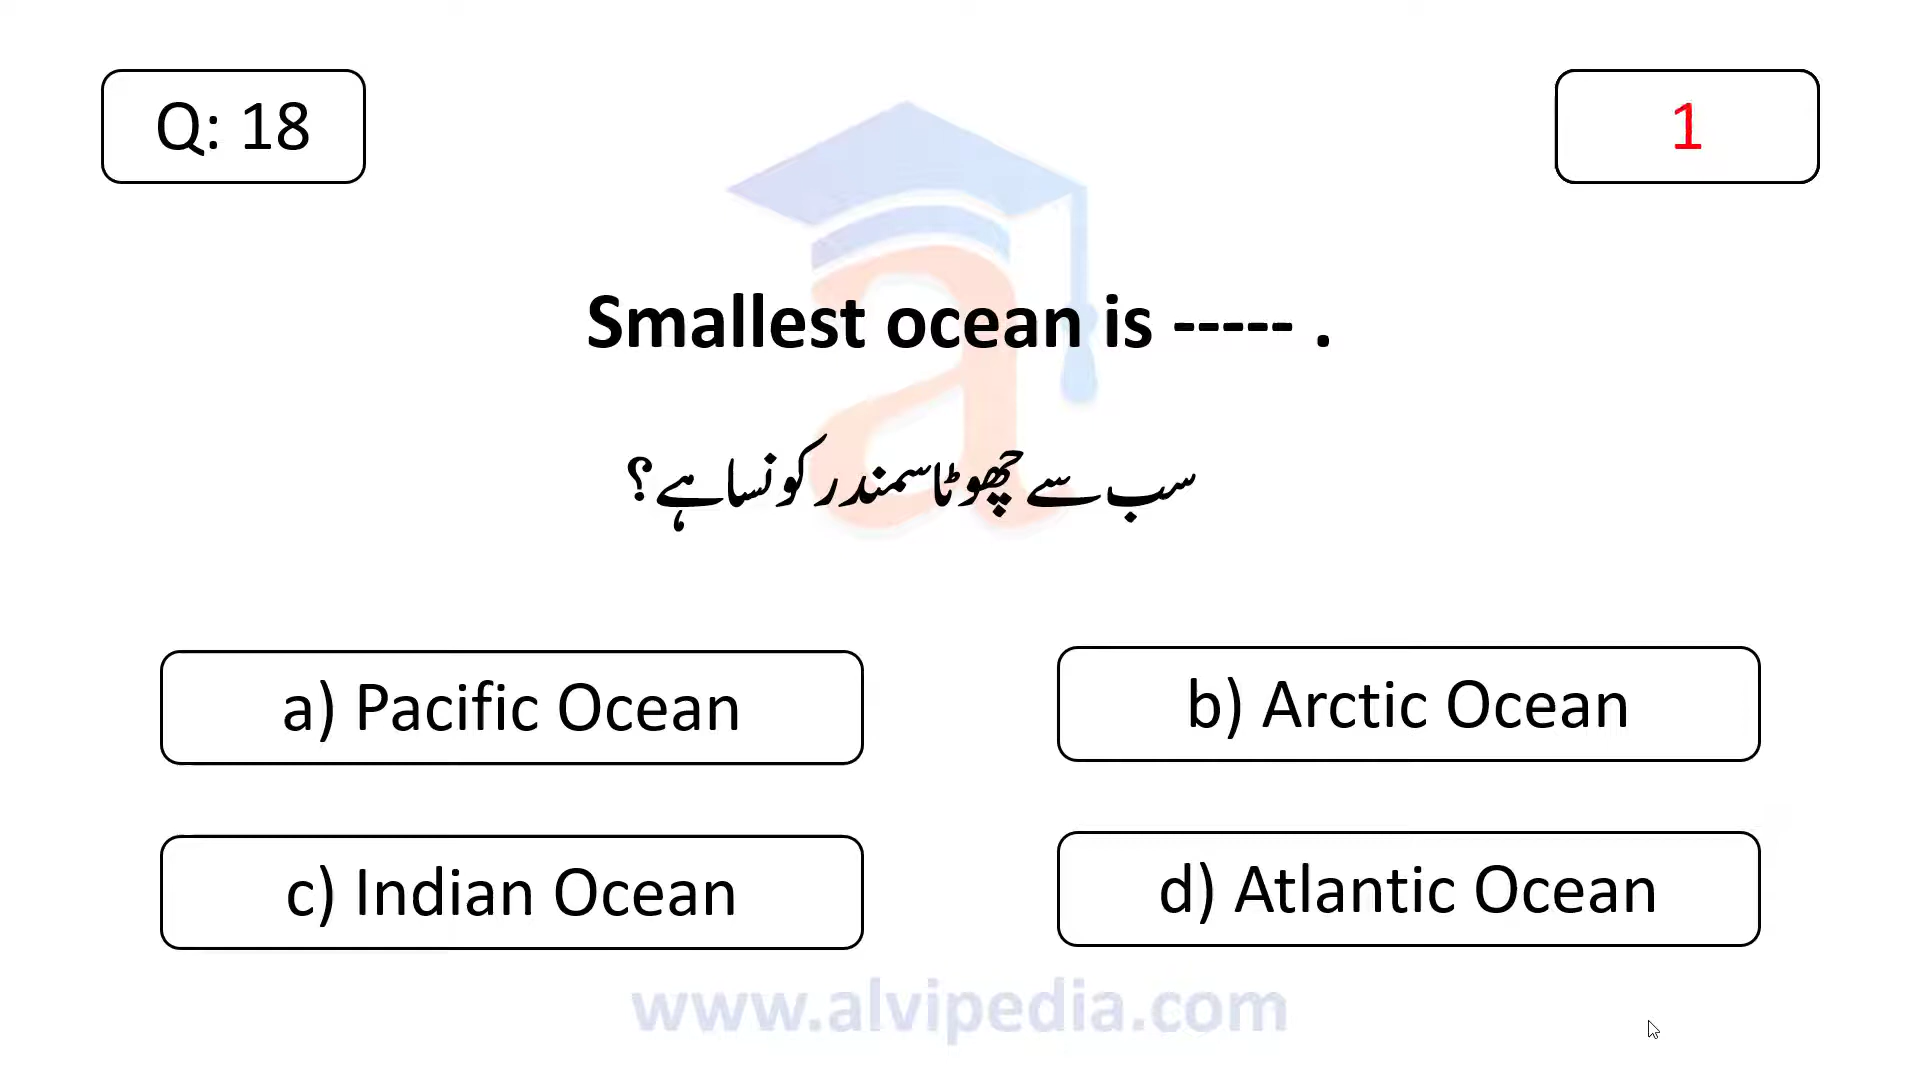 Q: 18
1
Smallest ocean is ----- .
سب سے چھوٹا سمندر کونسا ہے؟
a) Pacific Ocean
b) Arctic Ocean
c) Indian Ocean
d) Atlantic Ocean
www.alvipedia.com